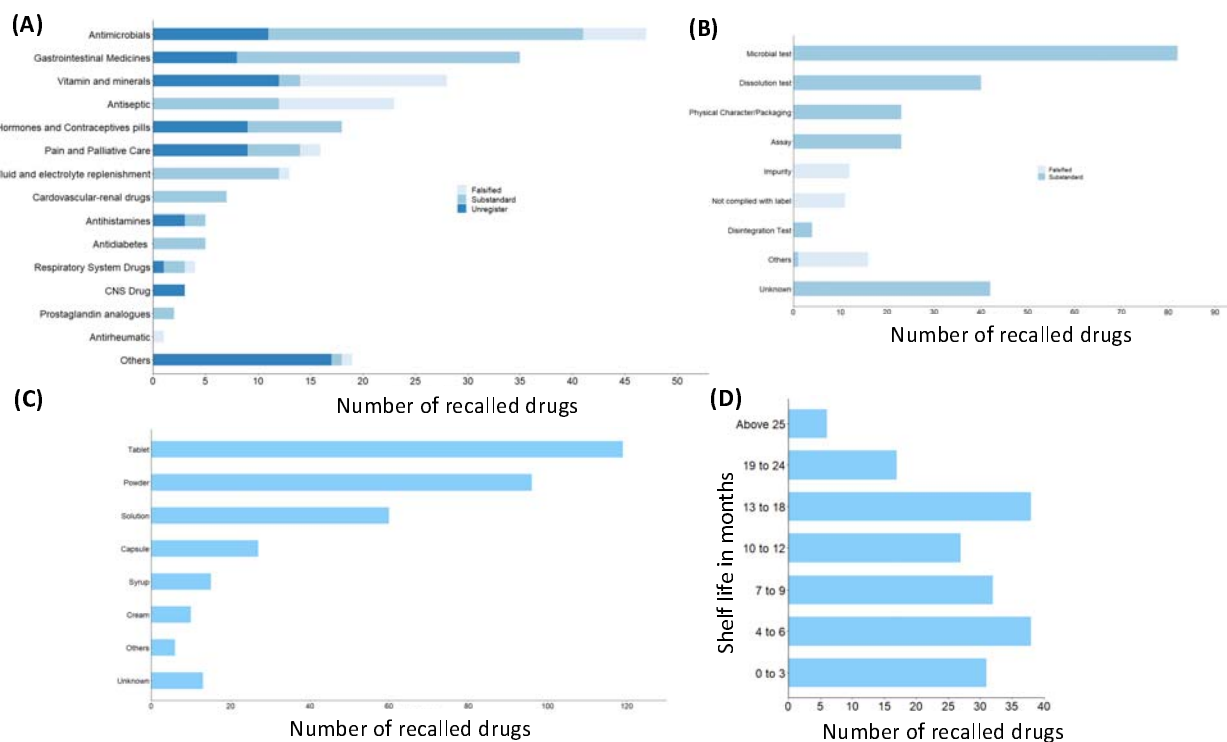 (A)
Antimicrobials
Gastrointestinal Medicines
Vitamin and minerals
Antiseptic
Hormones and Contraceptives pills
Pain and Palliative Care
luid and electrolyte replenishment
Cardovascular-renal drugs
Antihistamines
Antidiabetes
Respiratory System Drugs
CNS Drug
Prostaglandin analogues
Antirheumatic
Others
Falsified
Substandard
Unregister
0 5 10 15 20 25 30 35 40 45 50
Number of recalled drugs
(B)
Microbial test
Dissolution test
Physical Character/Packaging
Assay
Impurity
Not complied with label
Disintegration Test
Others
Unknown
Falsified
Substandard
0 10 20 30 40 50 60 70 80 90
Number of recalled drugs
(C)
Tablet
Powder
Solution
Capsule
Syrup
Cream
Others
Unknown
0 20 40 60 80 100 120
Number of recalled drugs
(D)
Shelf life in months
Above 25
19 to 24
13 to 18
10 to 12
7 to 9
4 to 6
0 to 3
0 5 10 15 20 25 30 35 40
Number of recalled drugs